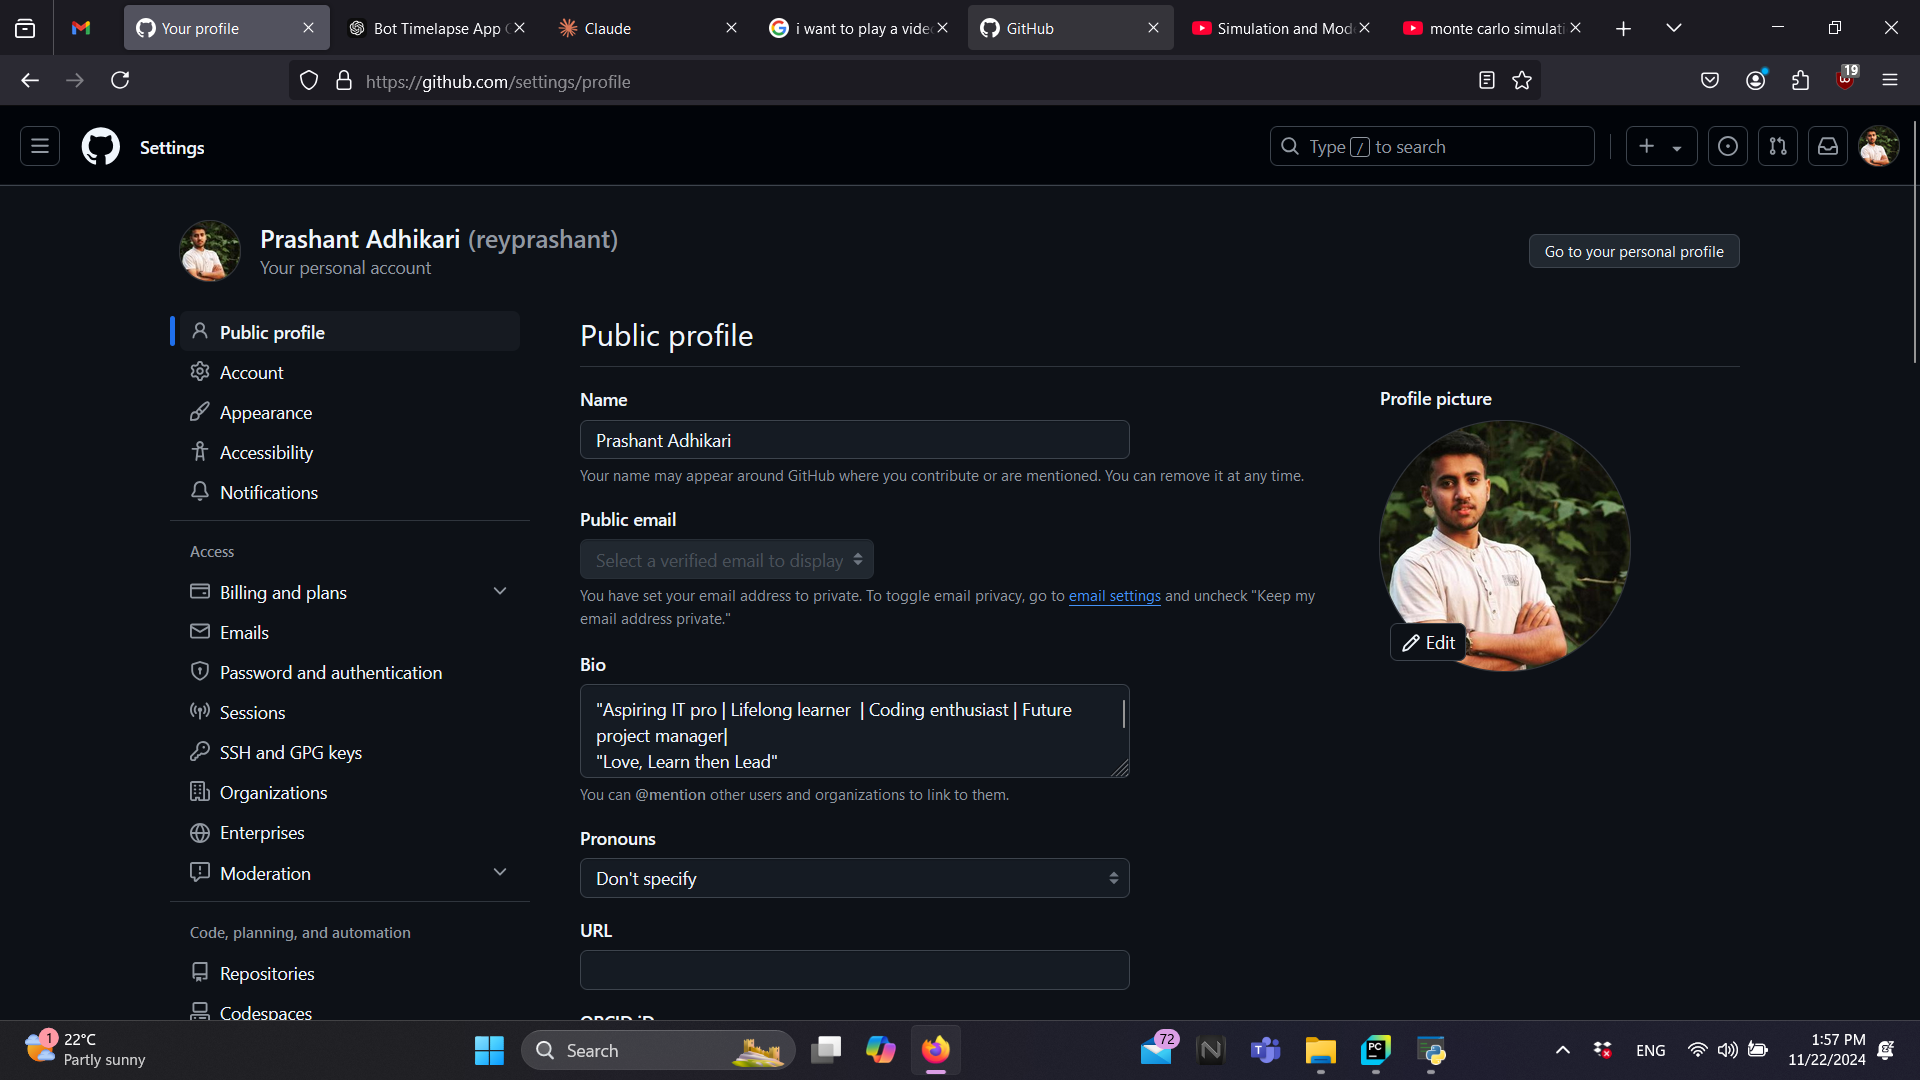 Your profile
Bot Timelapse App
Claude
i want to play a vide
GitHub
Simulation and Mod
monte carlo simulati
https://github.com/settings/profile
19
Settings
Type / to search
Prashant Adhikari (reyprashant)
Your personal account
Go to your personal profile
Public profile
Account
Appearance
Accessibility
Notifications
Access
Billing and plans
Emails
Password and authentication
Sessions
SSH and GPG keys
Organizations
Enterprises
Moderation
Code, planning, and automation
Repositories
Codespaces
Public profile
Name
Prashant Adhikari
Your name may appear around GitHub where you contribute or are mentioned. You can remove it at any time.
Public email
Select a verified email to display
You have set your email address to private. To toggle email privacy, go to email settings and uncheck "Keep my
email address private."
Bio
"Aspiring IT pro | Lifelong learner | Coding enthusiast | Future
project manager|
"Love, Learn then Lead"
You can @mention other users and organizations to link to them.
Pronouns
Don't specify
URL
ORCID iD
Profile picture
Edit
1
22°C
Partly sunny
Search
72
PC
ENG
1:57 PM
11/22/2024